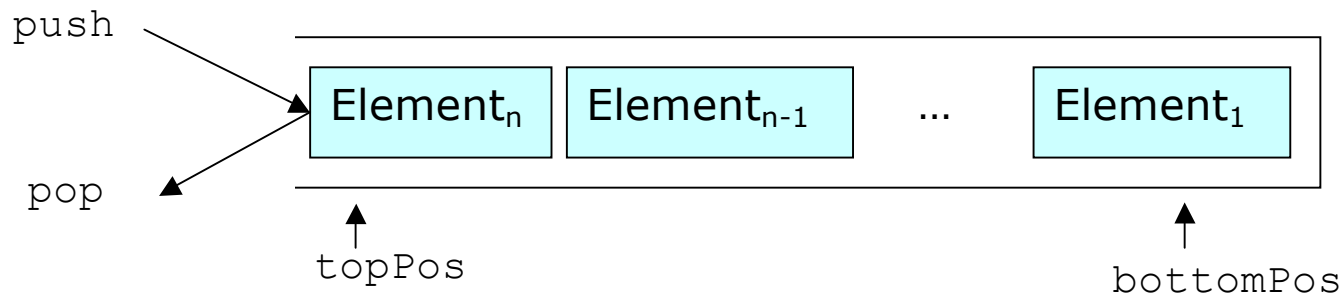 push
Elementₙ Elementₙ₋₁ ... Element₁
pop
topPos
bottomPos